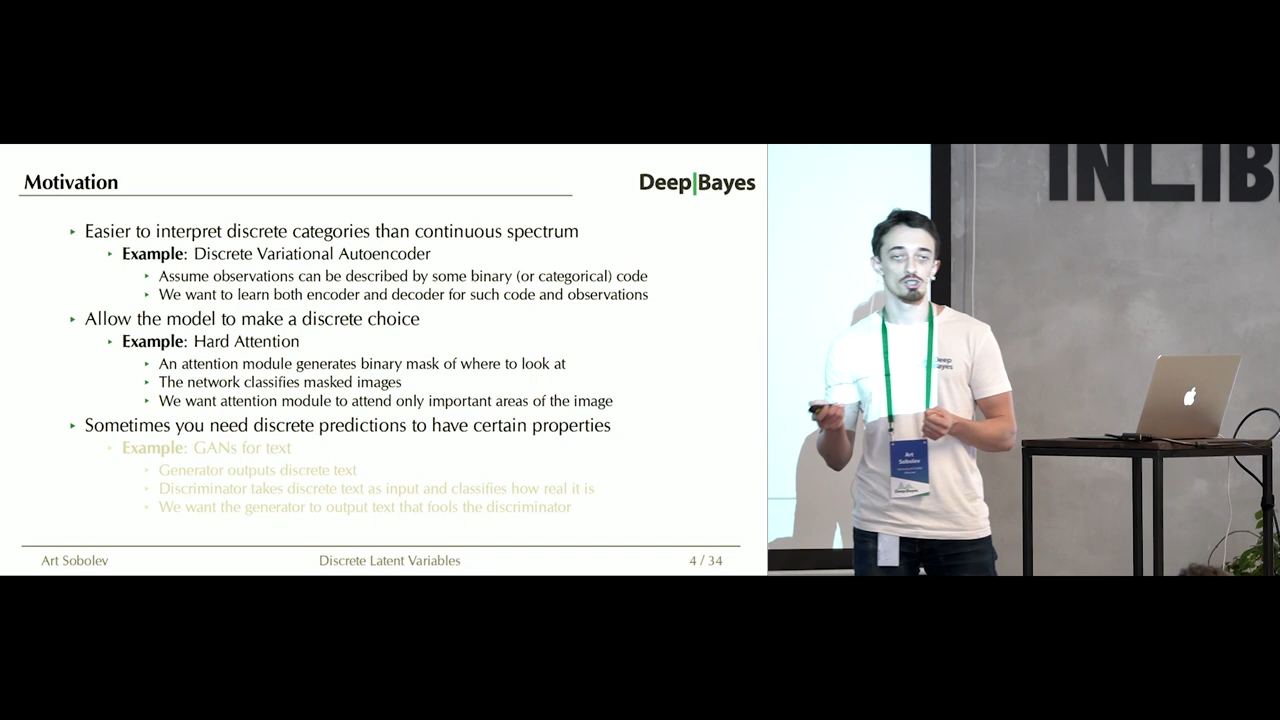 Motivation
Deep|Bayes
Easier to interpret discrete categories than continuous spectrum
Example: Discrete Variational Autoencoder
Assume observations can be described by some binary (or categorical) code
We want to learn both encoder and decoder for such code and observations
Allow the model to make a discrete choice
Example: Hard Attention
An attention module generates binary mask of where to look at
The network classifies masked images
We want attention module to attend only important areas of the image
Sometimes you need discrete predictions to have certain properties
Example: GANs for text
Generator outputs discrete text
Discriminator takes discrete text as input and classifies how real it is
We want the generator to output text that fools the discriminator
Art Sobolev
Discrete Latent Variables
4 / 34
INLIB
Art
Sobolev